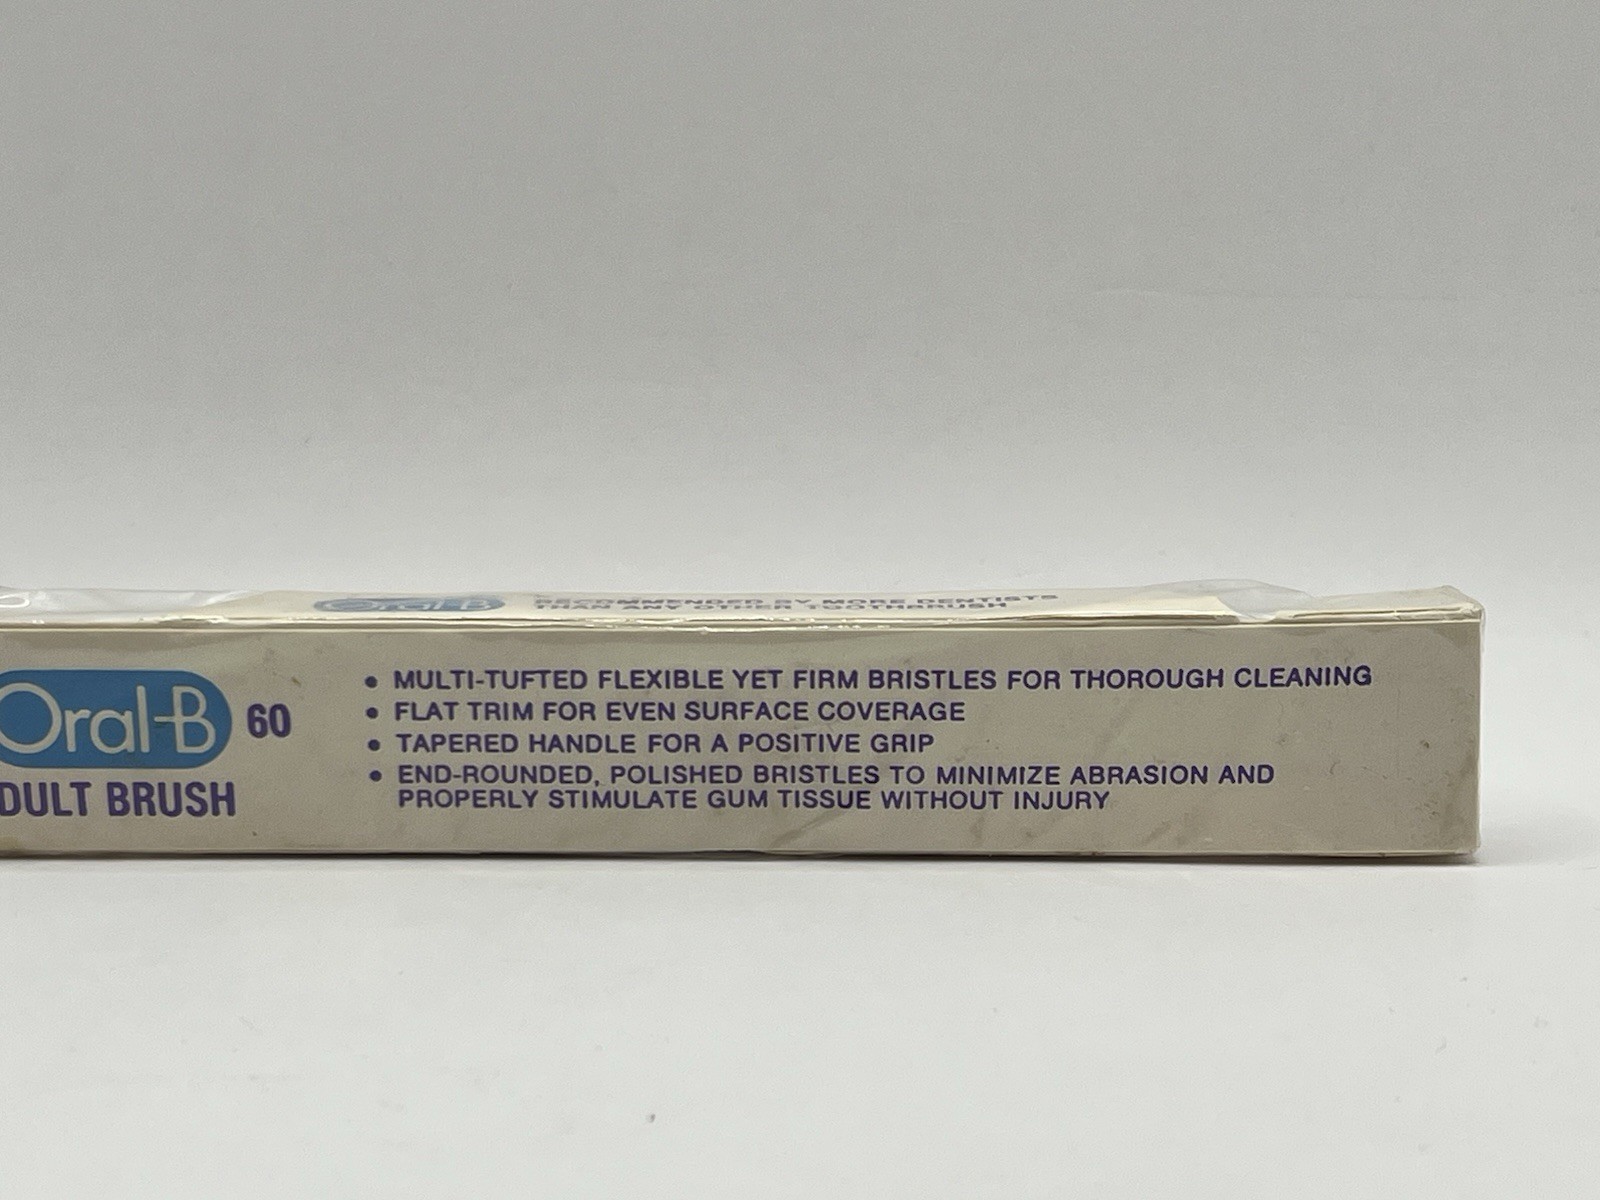 Oral-B
RECOMMENDED BY MORE DENTISTS
THAN ANY OTHER TOOTHBRUSH
Oral-B 60
DULT BRUSH
• MULTI-TUFTED FLEXIBLE YET FIRM BRISTLES FOR THOROUGH CLEANING
• FLAT TRIM FOR EVEN SURFACE COVERAGE
• TAPERED HANDLE FOR A POSITIVE GRIP
• END-ROUNDED, POLISHED BRISTLES TO MINIMIZE ABRASION AND
PROPERLY STIMULATE GUM TISSUE WITHOUT INJURY